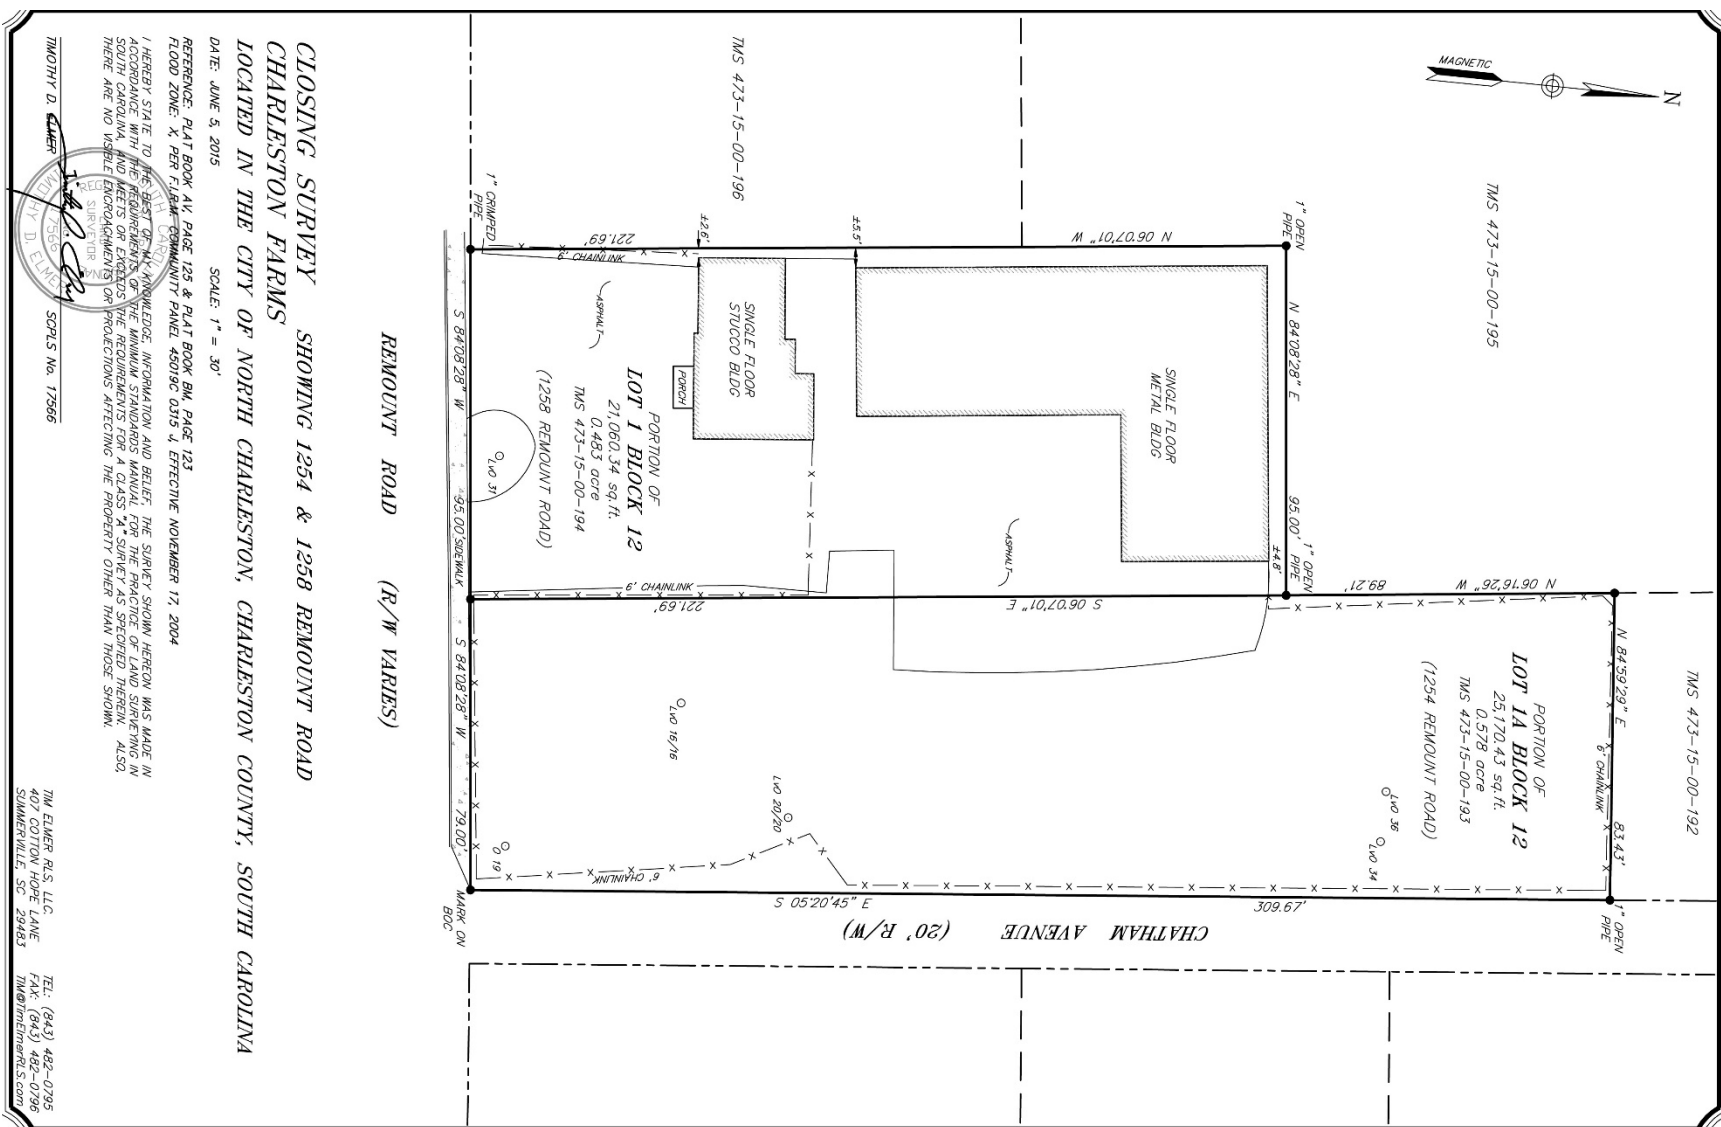 MAGNETIC
N
TMS 473-15-00-196
TMS 473-15-00-195
TMS 473-15-00-192
1" CRIMPED
PIPE
1" OPEN
PIPE
1" OPEN
PIPE
1" OPEN
PIPE
MARK ON
BOC
N 06°07'01" W
221.69'
6' CHAINLINK
±2.6'
±5.5'
±4.8'
N 84°08'28" E
95.00'
N 06°16'26" W
89.21'
N 84°59'29" E
83.43'
6' CHAINLINK
SINGLE FLOOR
METAL BLDG
SINGLE FLOOR
STUCCO BLDG
PORCH
ASPHALT
ASPHALT
PORTION OF
LOT 1 BLOCK 12
21,060.34 sq.ft.
0.483 acre
TMS 473-15-00-194
(1258 REMOUNT ROAD)
PORTION OF
LOT 1A BLOCK 12
25,170.43 sq.ft.
0.578 acre
TMS 473-15-00-193
(1254 REMOUNT ROAD)
S 06°07'01" E
221.69'
6' CHAINLINK
LVO 31
LVO 16/16
LVO 20/20
LVO 36
LVO 34
O 19
6' CHAINLINK
S 05°20'45" E
309.67'
CHATHAM AVENUE (20' R/W)
S 84°08'28" W
95.00'
SIDEWALK
S 84°08'28" W
79.00'
REMOUNT ROAD (R/W VARIES)
CLOSING SURVEY SHOWING 1254 & 1258 REMOUNT ROAD
CHARLESTON FARMS
LOCATED IN THE CITY OF NORTH CHARLESTON, CHARLESTON COUNTY, SOUTH CAROLINA
DATE: JUNE 5, 2015 SCALE: 1" = 30'
REFERENCE: PLAT BOOK AV, PAGE 125 & PLAT BOOK BM, PAGE 123
FLOOD ZONE: X, PER F.I.R.M. COMMUNITY PANEL 45019C 0315 J, EFFECTIVE NOVEMBER 17, 2004
I HEREBY STATE TO THE BEST OF MY KNOWLEDGE, INFORMATION AND BELIEF, THE SURVEY SHOWN HEREON WAS MADE IN
ACCORDANCE WITH THE REQUIREMENTS OF THE MINIMUM STANDARDS MANUAL FOR THE PRACTICE OF LAND SURVEYING IN
SOUTH CAROLINA, AND MEETS OR EXCEEDS THE REQUIREMENTS FOR A CLASS "A" SURVEY AS SPECIFIED THEREIN. ALSO,
THERE ARE NO VISIBLE ENCROACHMENTS OR PROJECTIONS AFFECTING THE PROPERTY OTHER THAN THOSE SHOWN.
TIMOTHY D. ELMER SCPLS No. 17566
TIM ELMER RLS, LLC
407 COTTON HOPE LANE
SUMMERVILLE, SC 29483
TEL: (843) 482-0795
FAX: (843) 482-0796
TIM@TimElmerRLS.com